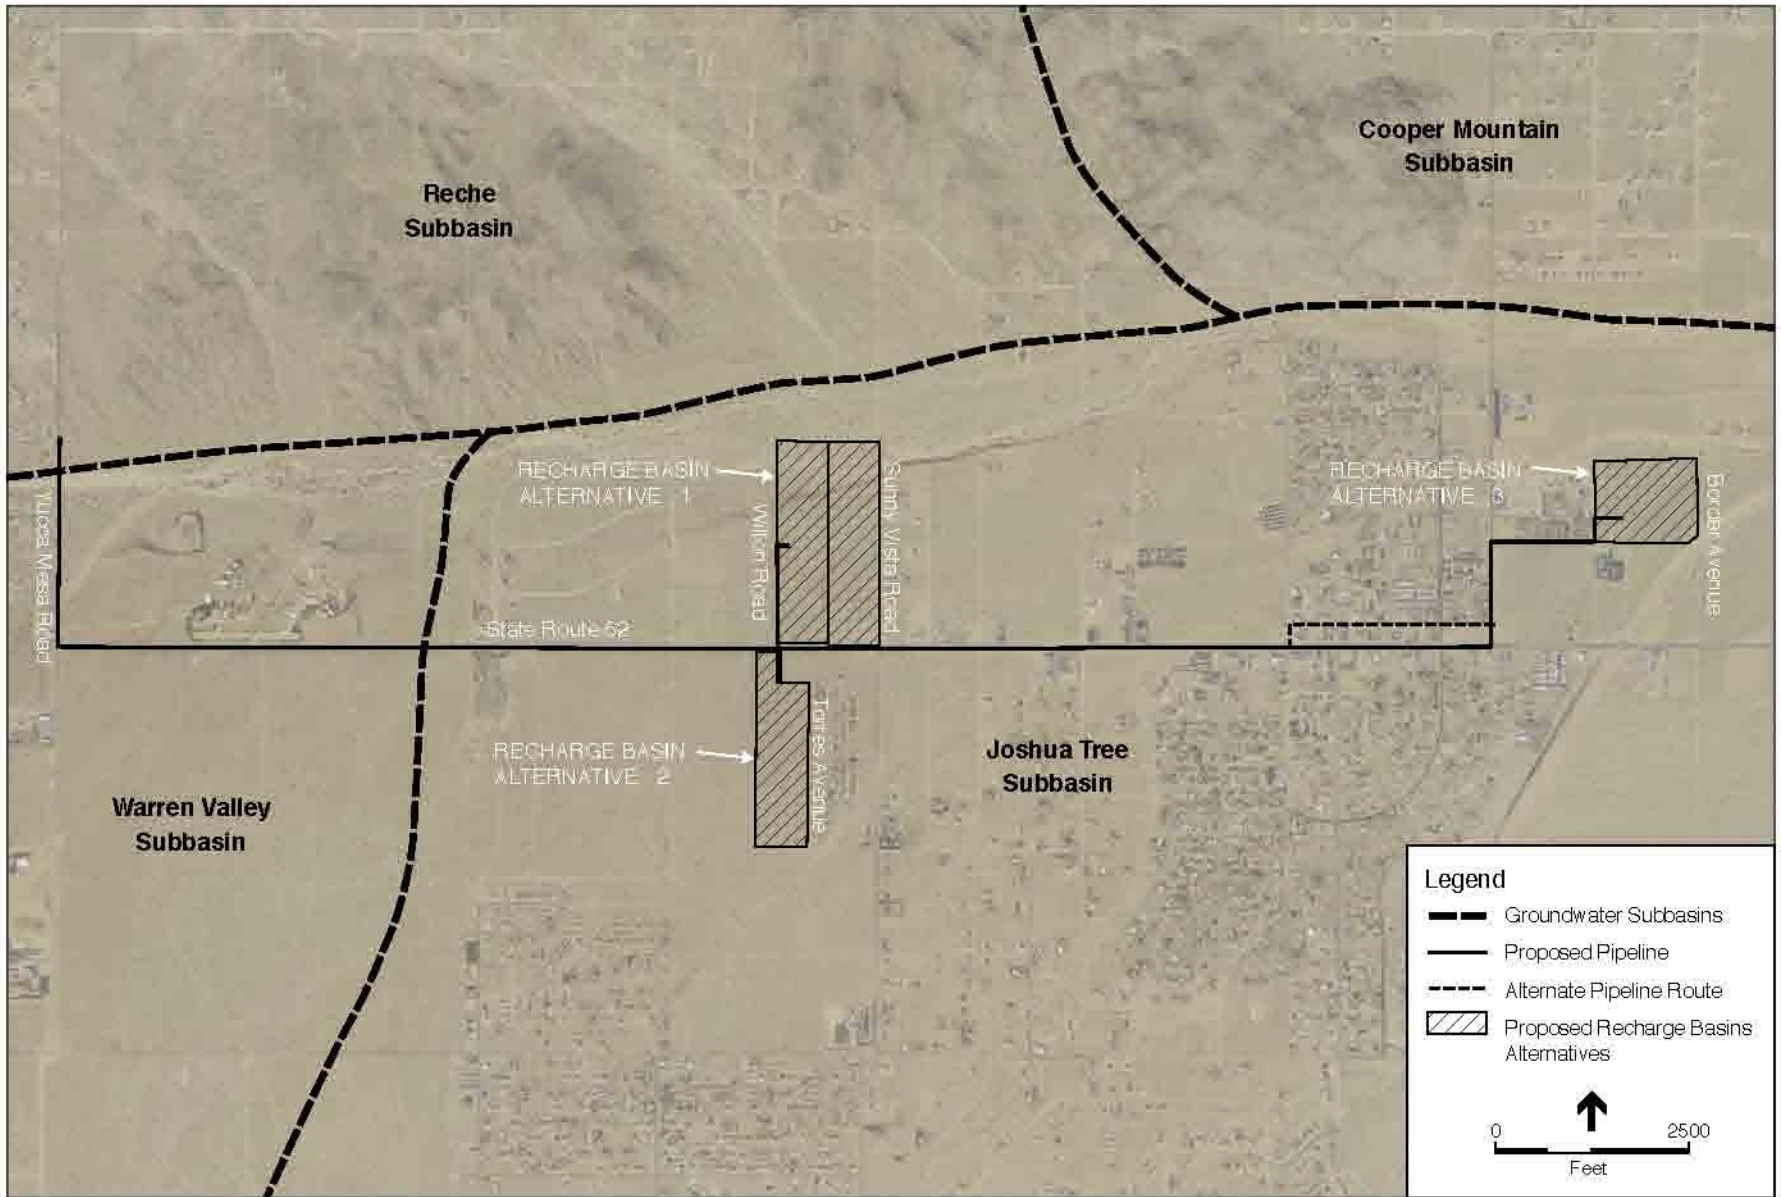 Cooper Mountain
Subbasin
Reche
Subbasin
RECHARGE BASIN
ALTERNATIVE 1
RECHARGE BASIN
ALTERNATIVE 3
Yucca Mesa Road
Willon Road
Sunny Vista Road
Border Avenue
State Route 62
RECHARGE BASIN
ALTERNATIVE 2
Torres Avenue
Joshua Tree
Subbasin
Warren Valley
Subbasin
Legend
Groundwater Subbasins
Proposed Pipeline
Alternate Pipeline Route
Proposed Recharge Basins
Alternatives
0 2500
Feet